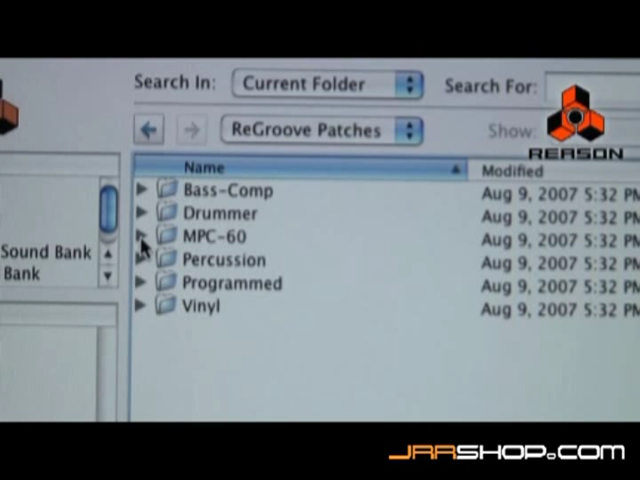 Search In: Current Folder Search For:
ReGroove Patches Show:
REASON
Name Modified
Bass-Comp Aug 9, 2007 5:32 PM
Drummer Aug 9, 2007 5:32 PM
MPC-60 Aug 9, 2007 5:32 PM
Sound Bank
Percussion Aug 9, 2007 5:32 PM
Bank
Programmed Aug 9, 2007 5:32 PM
Vinyl Aug 9, 2007 5:32 PM
JRRSHOP.COM